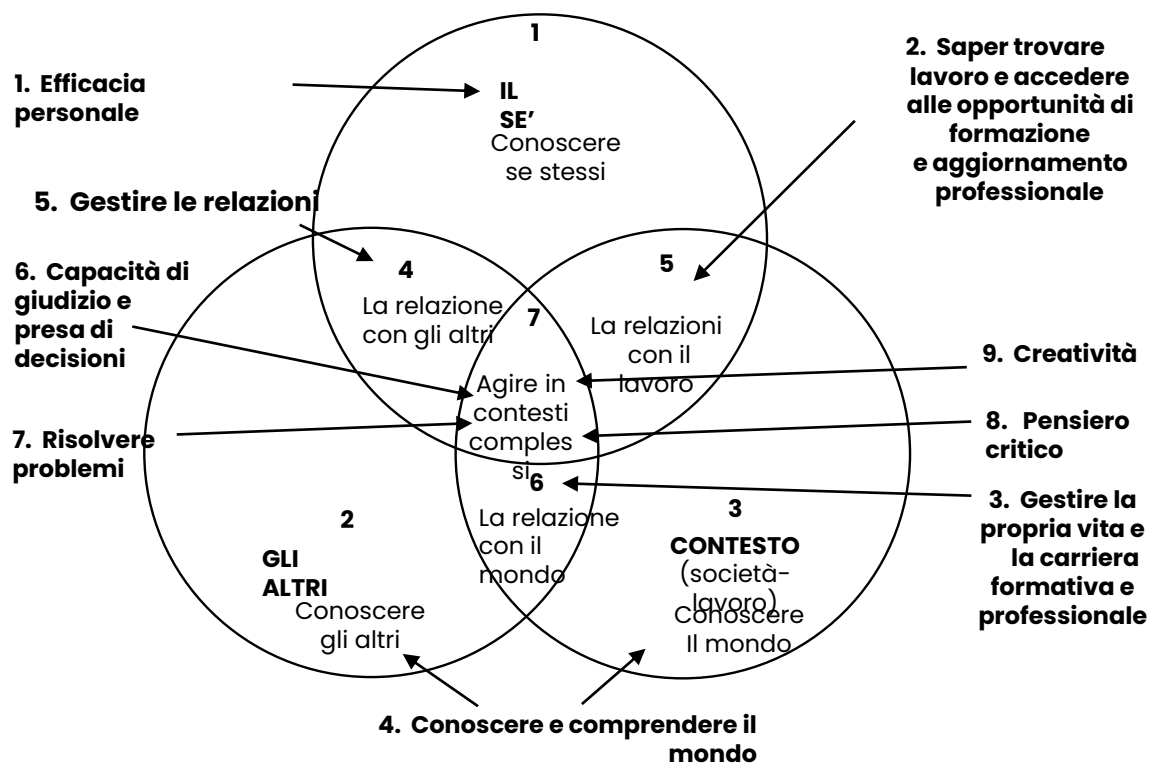 1
IL
SE’
Conoscere
se stessi
1. Efficacia
personale
2. Saper trovare
lavoro e accedere
alle opportunità di
formazione
e aggiornamento
professionale
5. Gestire le relazioni
6. Capacità di
giudizio e
presa di
decisioni
4
La relazione
con gli altri
7
Agire in
contesti
comples
si
5
La relazioni
con il
lavoro
9. Creatività
8. Pensiero
critico
7. Risolvere
problemi
6
La relazione
con il
mondo
2
GLI
ALTRI
Conoscere
gli altri
3
CONTESTO
(società-
lavoro)
Conoscere
Il mondo
3. Gestire la
propria vita e
la carriera
formativa e
professionale
4. Conoscere e comprendere il
mondo